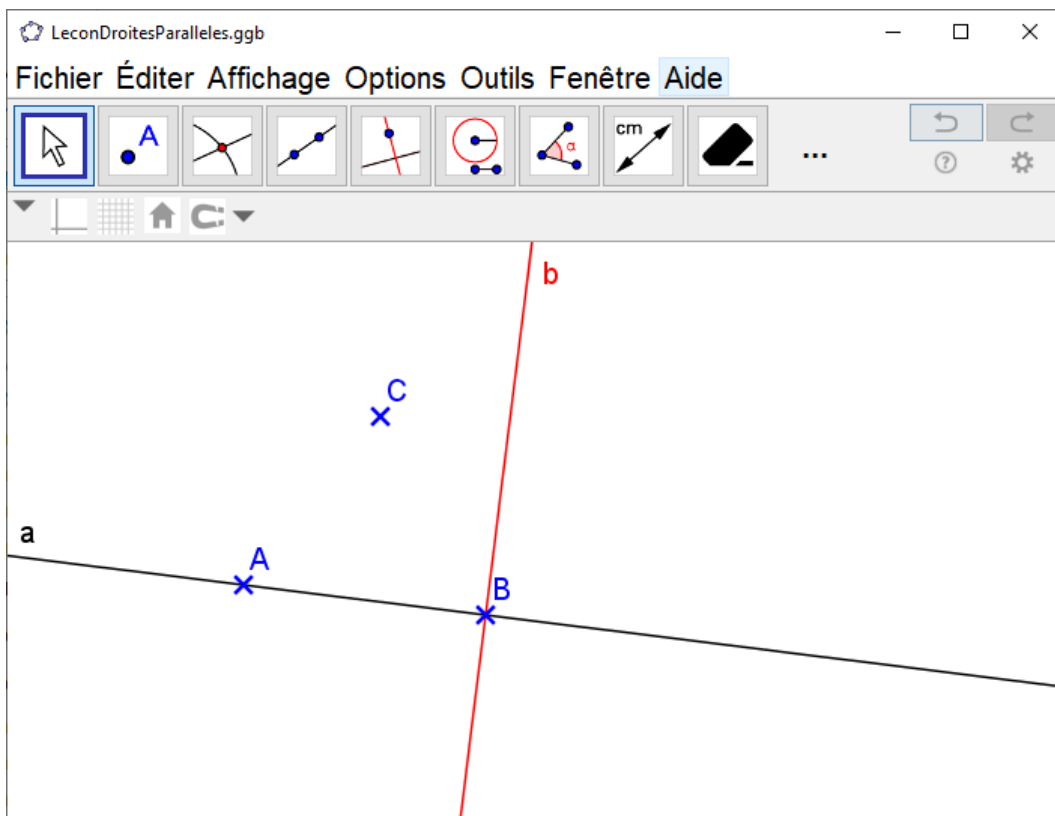 LeconDroitesParalleles.ggb
Fichier Éditer Affichage Options Outils Fenêtre Aide
A α cm ...
?
b
C
a
A
B